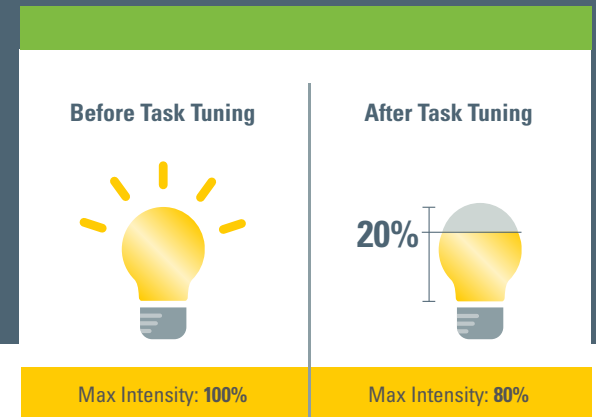 Before Task Tuning
After Task Tuning
20%
Max Intensity: 100%
Max Intensity: 80%